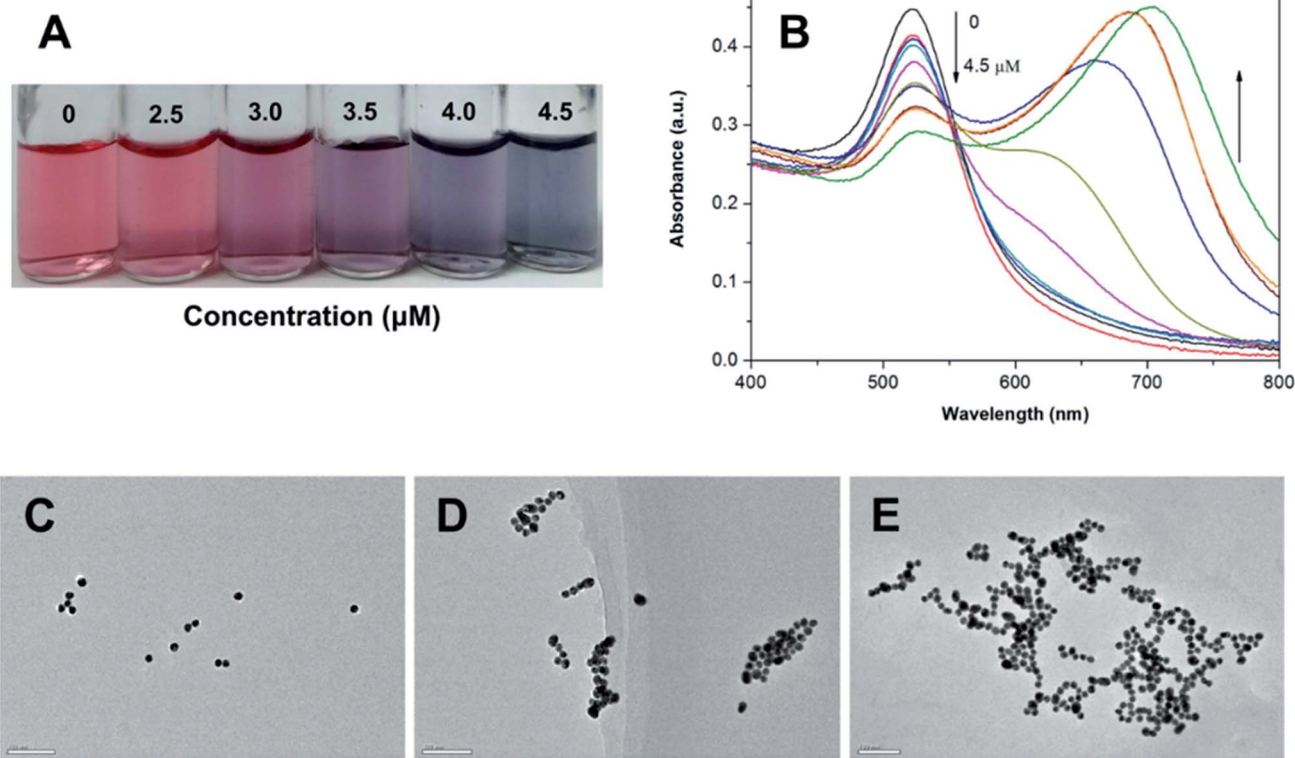 A
0 2.5 3.0 3.5 4.0 4.5
Concentration (µM)
B
0
4.5 µM
Absorbance (a.u.)
0.4
0.3
0.2
0.1
0.0
400 500 600 700 800
Wavelength (nm)
C
D
E